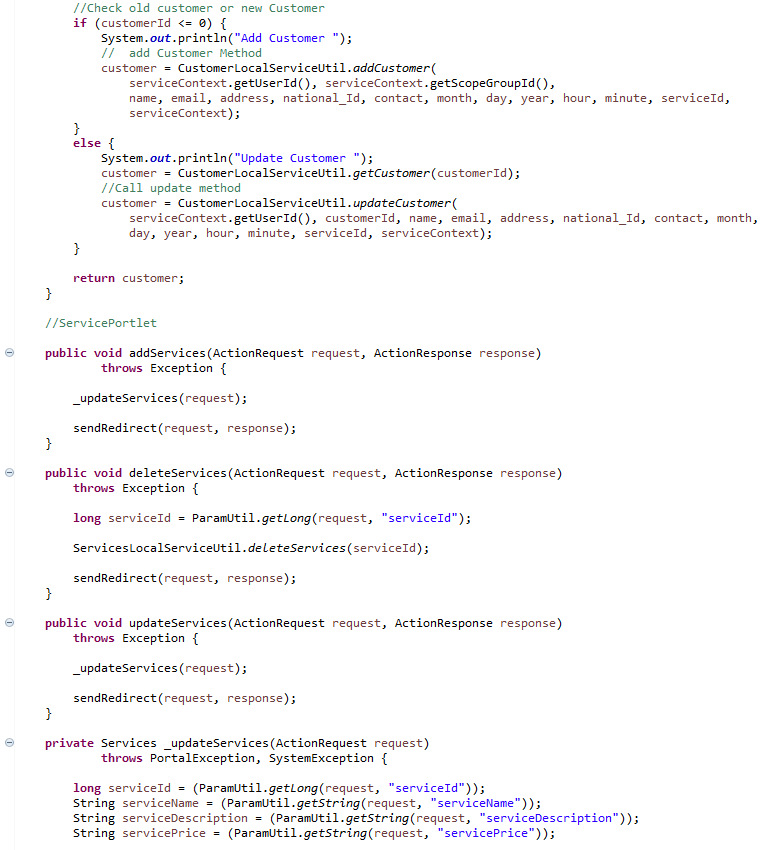 //Check old customer or new Customer
if (customerId <= 0) {
System.out.println("Add Customer ");
//  add Customer Method
customer = CustomerLocalServiceUtil.addCustomer(
serviceContext.getUserId(), serviceContext.getScopeGroupId(),
name, email, address, national_Id, contact, month, day, year, hour, minute, serviceId,
serviceContext);
}
else {
System.out.println("Update Customer ");
customer = CustomerLocalServiceUtil.getCustomer(customerId);
//Call update method
customer = CustomerLocalServiceUtil.updateCustomer(
serviceContext.getUserId(), customerId, name, email, address, national_Id, contact, month,
day, year, hour, minute, serviceId, serviceContext);
}
return customer;
}
//ServicePortlet
public void addServices(ActionRequest request, ActionResponse response)
throws Exception {
_updateServices(request);
sendRedirect(request, response);
}
public void deleteServices(ActionRequest request, ActionResponse response)
throws Exception {
long serviceId = ParamUtil.getLong(request, "serviceId");
ServicesLocalServiceUtil.deleteServices(serviceId);
sendRedirect(request, response);
}
public void updateServices(ActionRequest request, ActionResponse response)
throws Exception {
_updateServices(request);
sendRedirect(request, response);
}
private Services _updateServices(ActionRequest request)
throws PortalException, SystemException {
long serviceId = (ParamUtil.getLong(request, "serviceId"));
String serviceName = (ParamUtil.getString(request, "serviceName"));
String serviceDescription = (ParamUtil.getString(request, "serviceDescription"));
String servicePrice = (ParamUtil.getString(request, "servicePrice"));